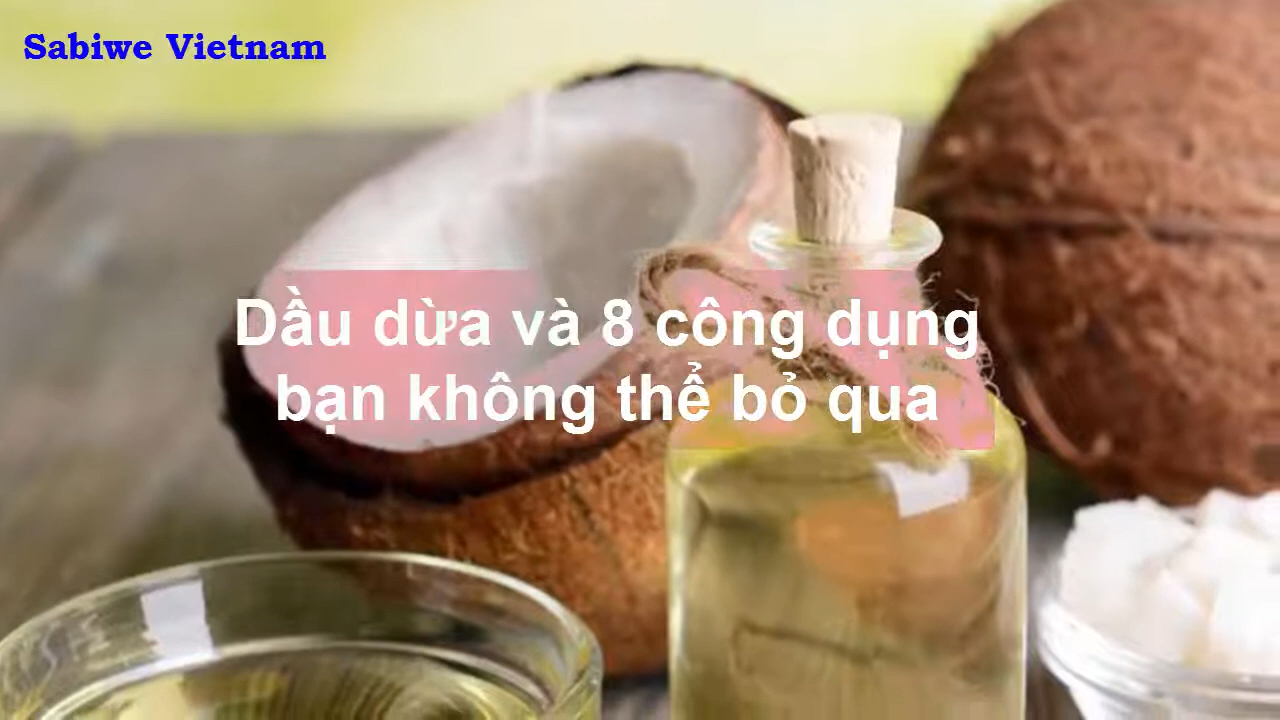 Sabiwe Vietnam
Dầu dừa và 8 công dụng
bạn không thể bỏ qua